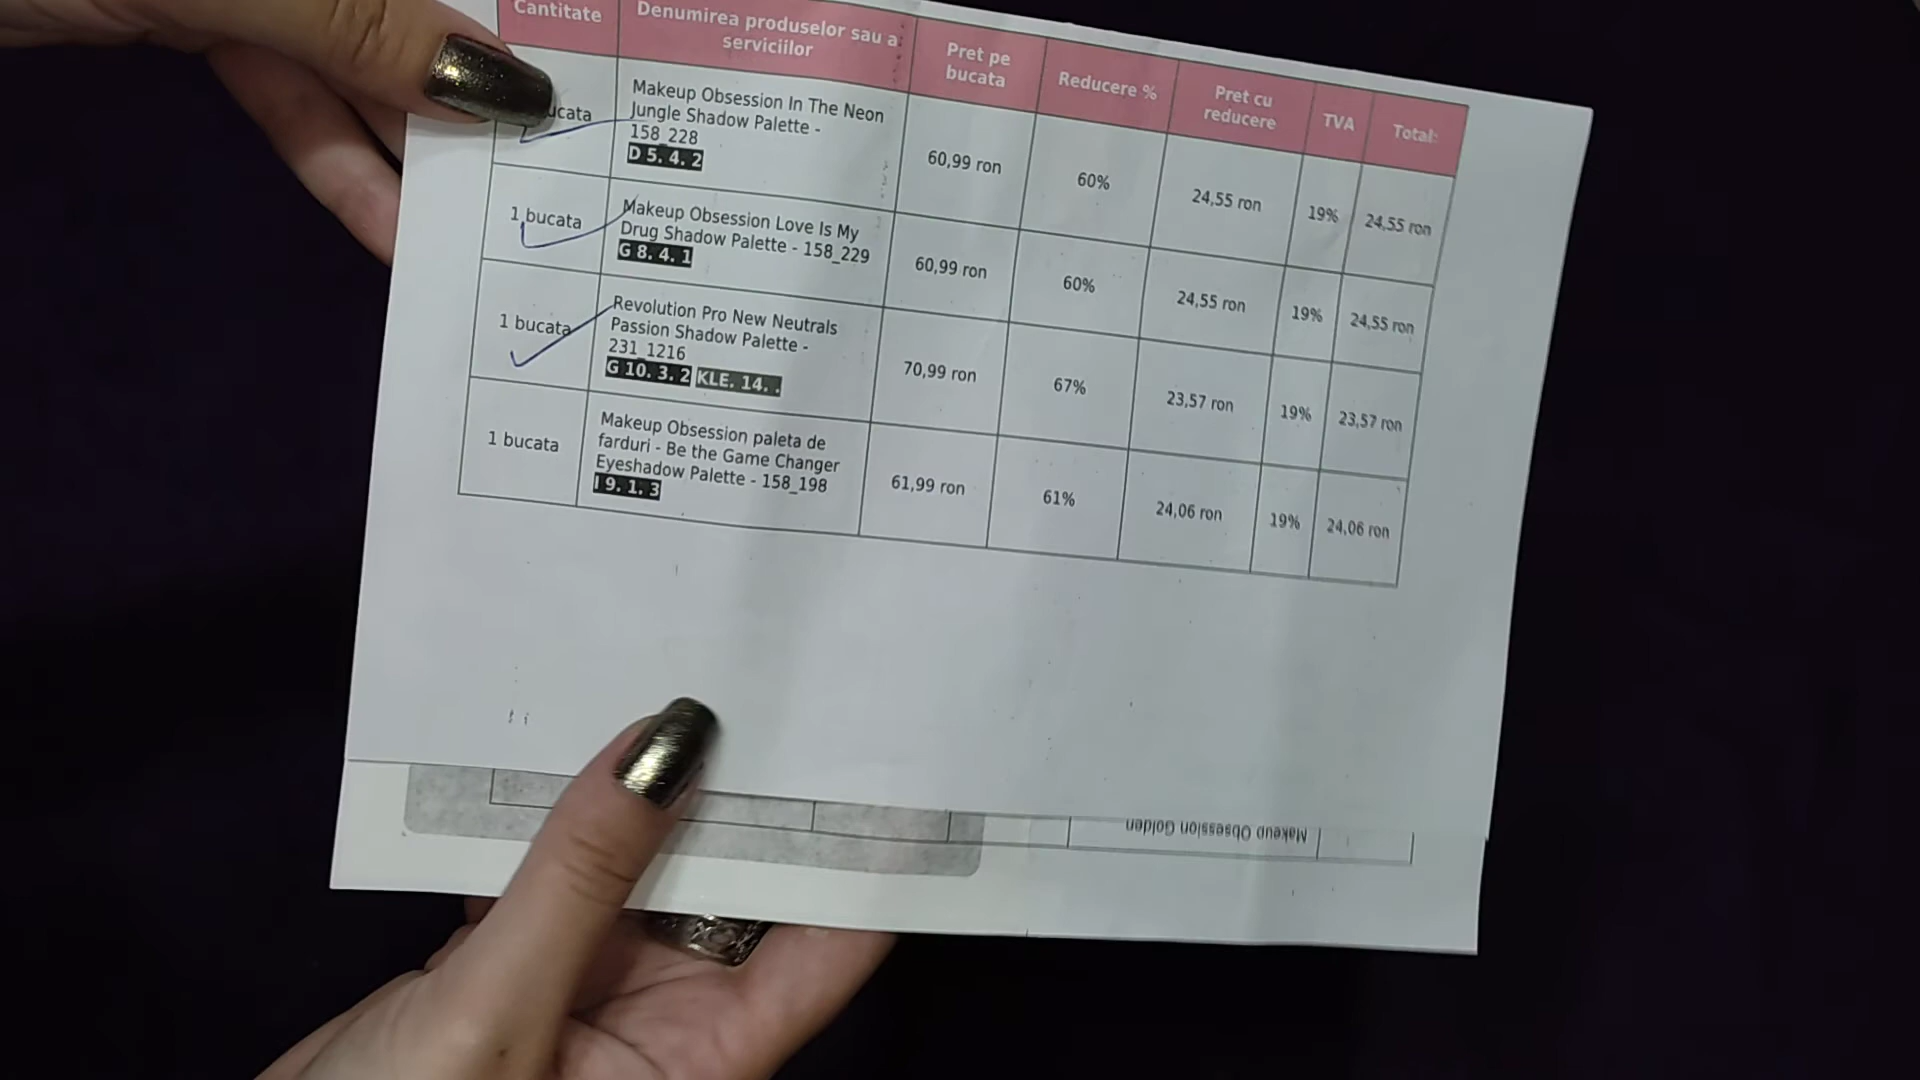 Cantitate
Denumirea produselor sau a
serviciilor
Pret pe
bucata
Reducere %
Pret cu
reducere
TVA
Total:
bucata
Makeup Obsession In The Neon
Jungle Shadow Palette -
158_228
D 5. 4. 2
60,99 ron
60%
24,55 ron
19%
24,55 ron
1 bucata
Makeup Obsession Love Is My
Drug Shadow Palette - 158_229
G 8. 4. 1
60,99 ron
60%
24,55 ron
19%
24,55 ron
1 bucata
Revolution Pro New Neutrals
Passion Shadow Palette -
231_1216
G 10. 3. 2 KLE. 14. .
70,99 ron
67%
23,57 ron
19%
23,57 ron
1 bucata
Makeup Obsession paleta de
farduri - Be the Game Changer
Eyeshadow Palette - 158_198
I 9. 1. 3
61,99 ron
61%
24,06 ron
19%
24,06 ron
Makeup Obsession Golden